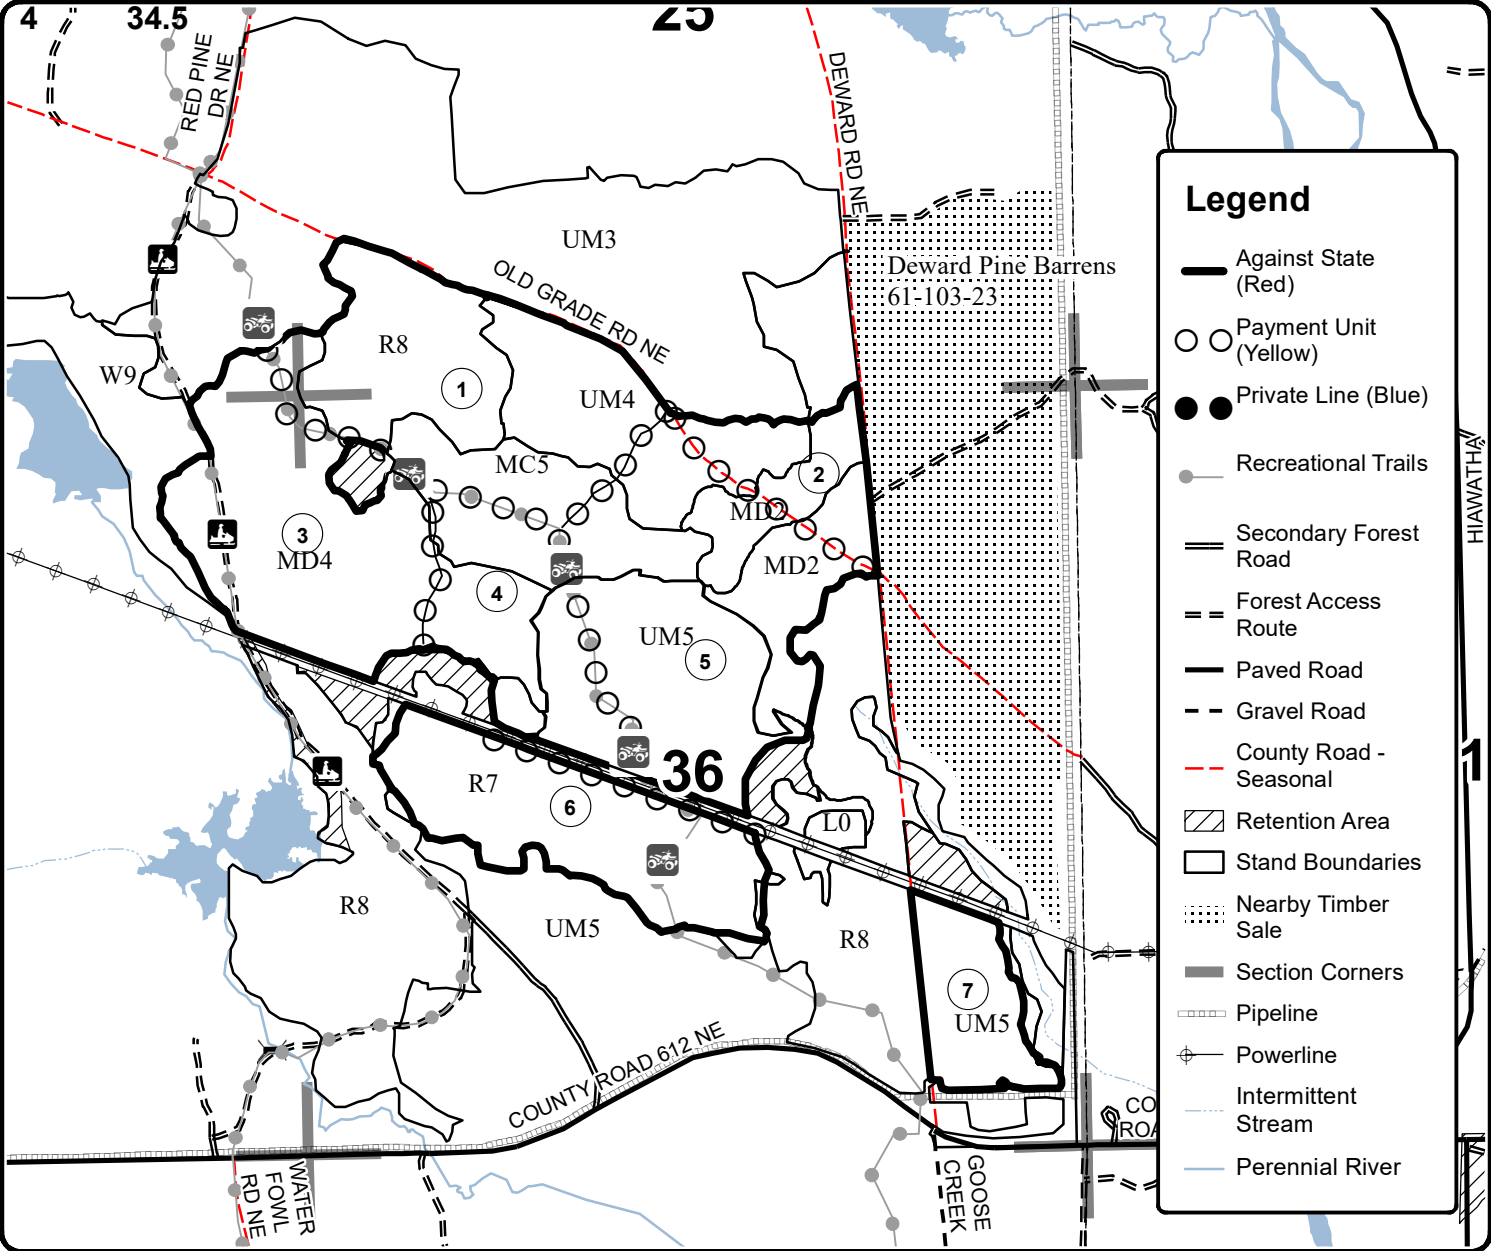 4
34.5
25
RED PINE
DR NE
DEWARD RD NE
UM3
Deward Pine Barrens
61-103-23
OLD GRADE RD NE
R8
W9
1
UM4
MC5
2
MD2
3
MD4
MD2
4
UM5
5
36
R7
6
L0
R8
UM5
R8
7
UM5
COUNTY ROAD 612 NE
WATER
FOWL
RD NE
GOOSE
CREEK
CO
ROA
HIAWATHA
1
Legend
Against State
(Red)
Payment Unit
(Yellow)
Private Line (Blue)
Recreational Trails
Secondary Forest
Road
Forest Access
Route
Paved Road
Gravel Road
County Road -
Seasonal
Retention Area
Stand Boundaries
Nearby Timber
Sale
Section Corners
Pipeline
Powerline
Intermittent
Stream
Perennial River